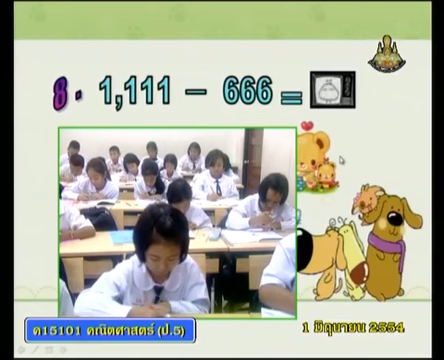 8. 1,111 – 666 =
ค15101 คณิตศาสตร์ (ป.5)
1 มิถุนายน 2554